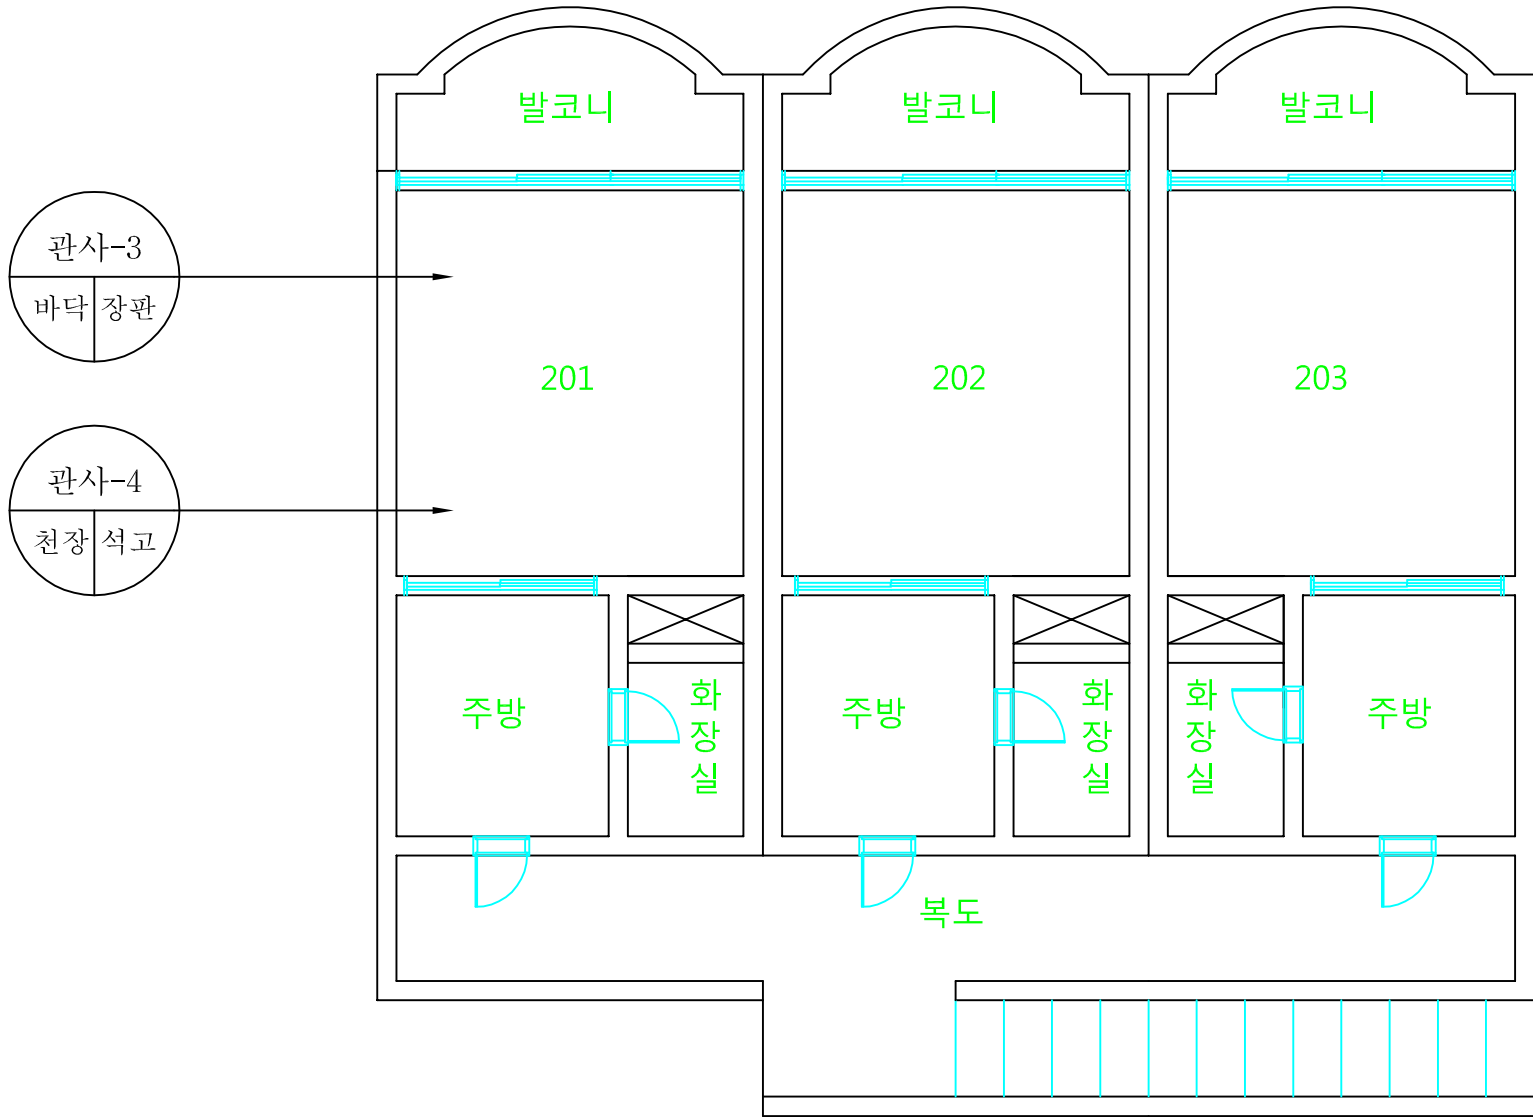 발코니 발코니 발코니
관사-3
바닥 장판
201 202 203
관사-4
천장 석고
주방
화
장
실
주방
화
장
실
화
장
실
주방
복도